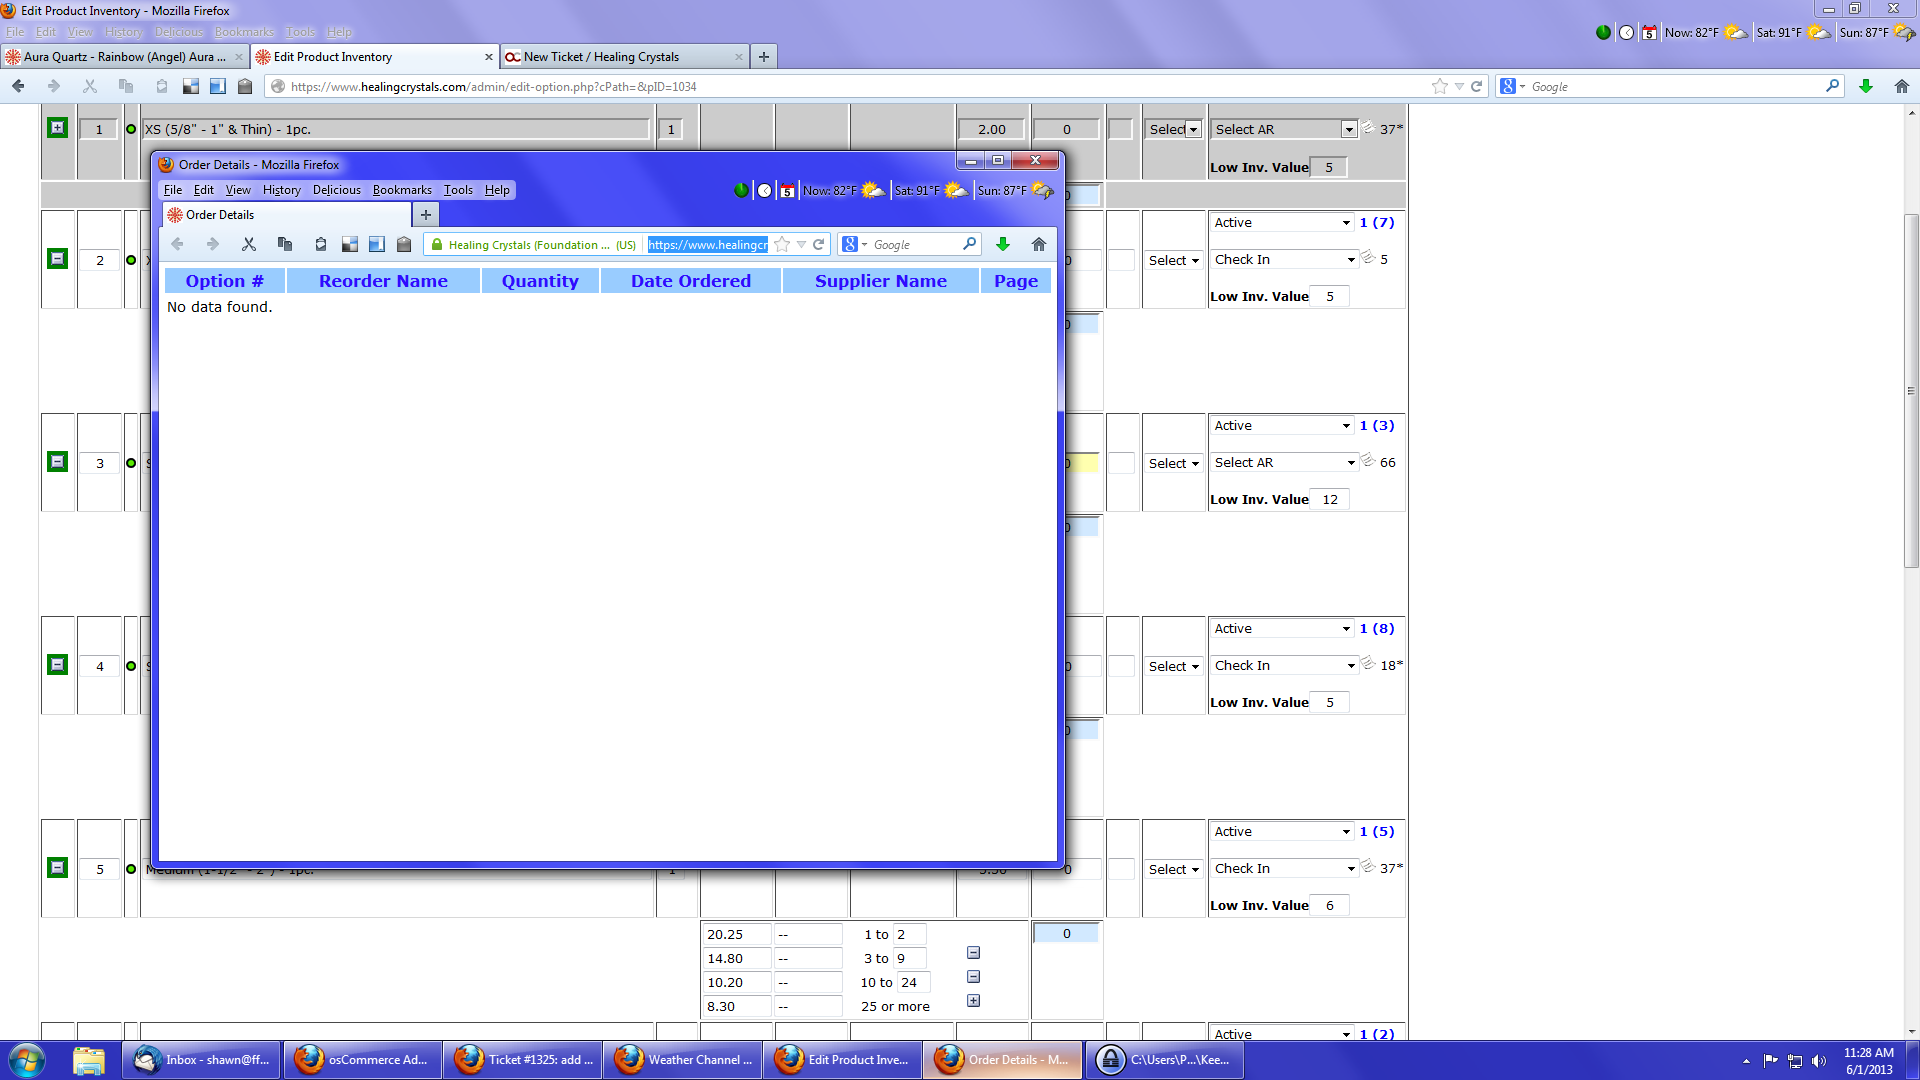 Edit Product Inventory - Mozilla Firefox
File Edit View History Delicious Bookmarks Tools Help
Now: 82°F Sat: 91°F Sun: 87°F
Aura Quartz - Rainbow (Angel) Aura ...
Edit Product Inventory
New Ticket / Healing Crystals
https://www.healingcrystals.com/admin/edit-option.php?cPath=&pID=1034
Google
1 XS (5/8" - 1" & Thin) - 1pc. 1 2.00 0 Select Select AR 37*
Low Inv. Value 5
Order Details - Mozilla Firefox
File Edit View History Delicious Bookmarks Tools Help
5 Now: 82°F Sat: 91°F Sun: 87°F
Order Details
Healing Crystals (Foundation ... (US) https://www.healingcr
Google
Option # Reorder Name Quantity Date Ordered Supplier Name Page
No data found.
Active 1 (7)
2 Select Check In 5
Low Inv. Value 5
Active 1 (3)
3 Select Select AR 66
Low Inv. Value 12
Active 1 (8)
4 Select Check In 18*
Low Inv. Value 5
Active 1 (5)
5 Medium (1-1/2" - 2") - 1pc. 1 0 Select Check In 37*
Low Inv. Value 6
20.25 -- 1 to 2 0
14.80 -- 3 to 9
10.20 -- 10 to 24
8.30 -- 25 or more
Active 1 (2)
Inbox - shawn@ff...
osCommerce Ad...
Ticket #1325: add ...
Weather Channel ...
Edit Product Inve...
Order Details - M...
C:\Users\P...\Kee...
11:28 AM
6/1/2013